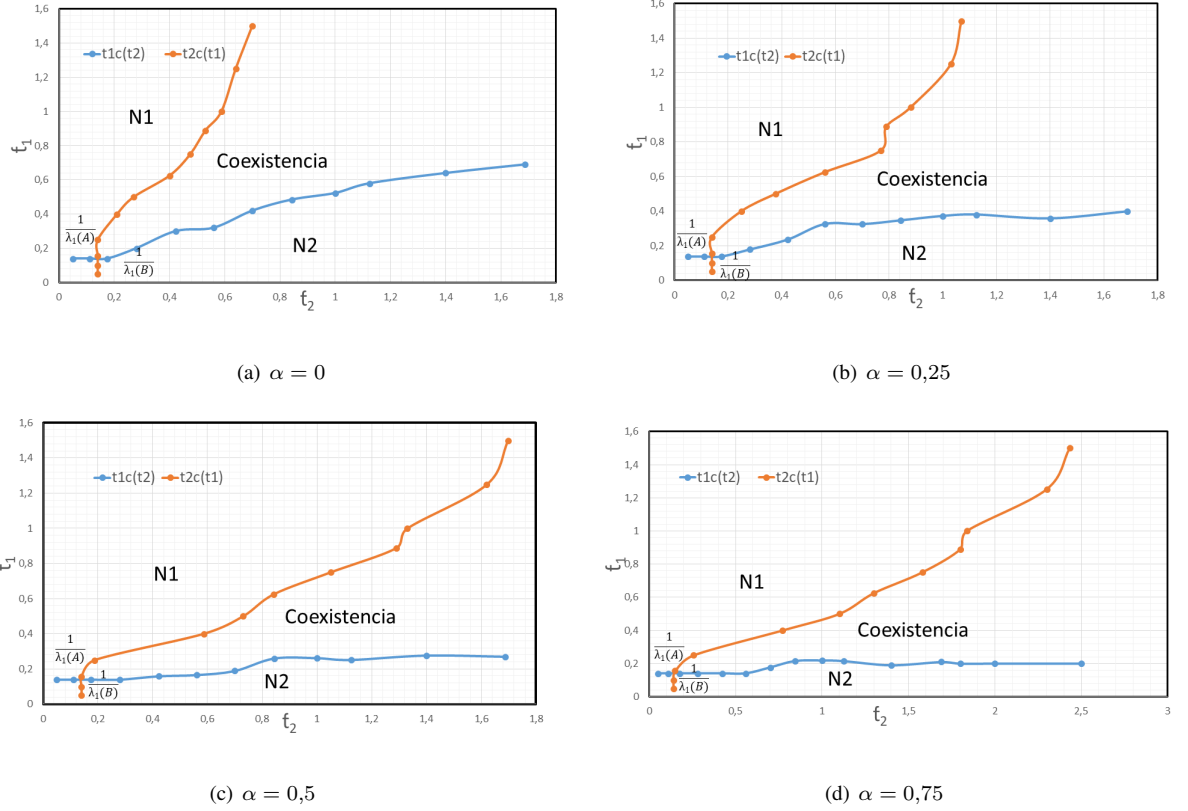 1,6
1,4
1,2
1
0,8
0,6
0,4
0,2
0
t1c(t2) t2c(t1)
N1
Coexistencia
N2
1
λ₁(A)
1
λ₁(B)
ƭ₁
0 0,2 0,4 0,6 0,8 1 1,2 1,4 1,6 1,8
ƭ₂
(a) α = 0
1,6
1,4
1,2
1
0,8
0,6
0,4
0,2
0
t1c(t2) t2c(t1)
N1
Coexistencia
N2
1
λ₁(A)
1
λ₁(B)
ƭ₁
0 0,2 0,4 0,6 0,8 1 1,2 1,4 1,6 1,8
ƭ₂
(b) α = 0,25
1,6
1,4
1,2
1
0,8
0,6
0,4
0,2
0
t1c(t2) t2c(t1)
N1
Coexistencia
N2
1
λ₁(A)
1
λ₁(B)
ƭ₁
0 0,2 0,4 0,6 0,8 1 1,2 1,4 1,6 1,8
ƭ₂
(c) α = 0,5
1,6
1,4
1,2
1
0,8
0,6
0,4
0,2
0
t1c(t2) t2c(t1)
N1
Coexistencia
N2
1
λ₁(A)
1
λ₁(B)
ƭ₁
0 0,5 1 1,5 2 2,5 3
ƭ₂
(d) α = 0,75